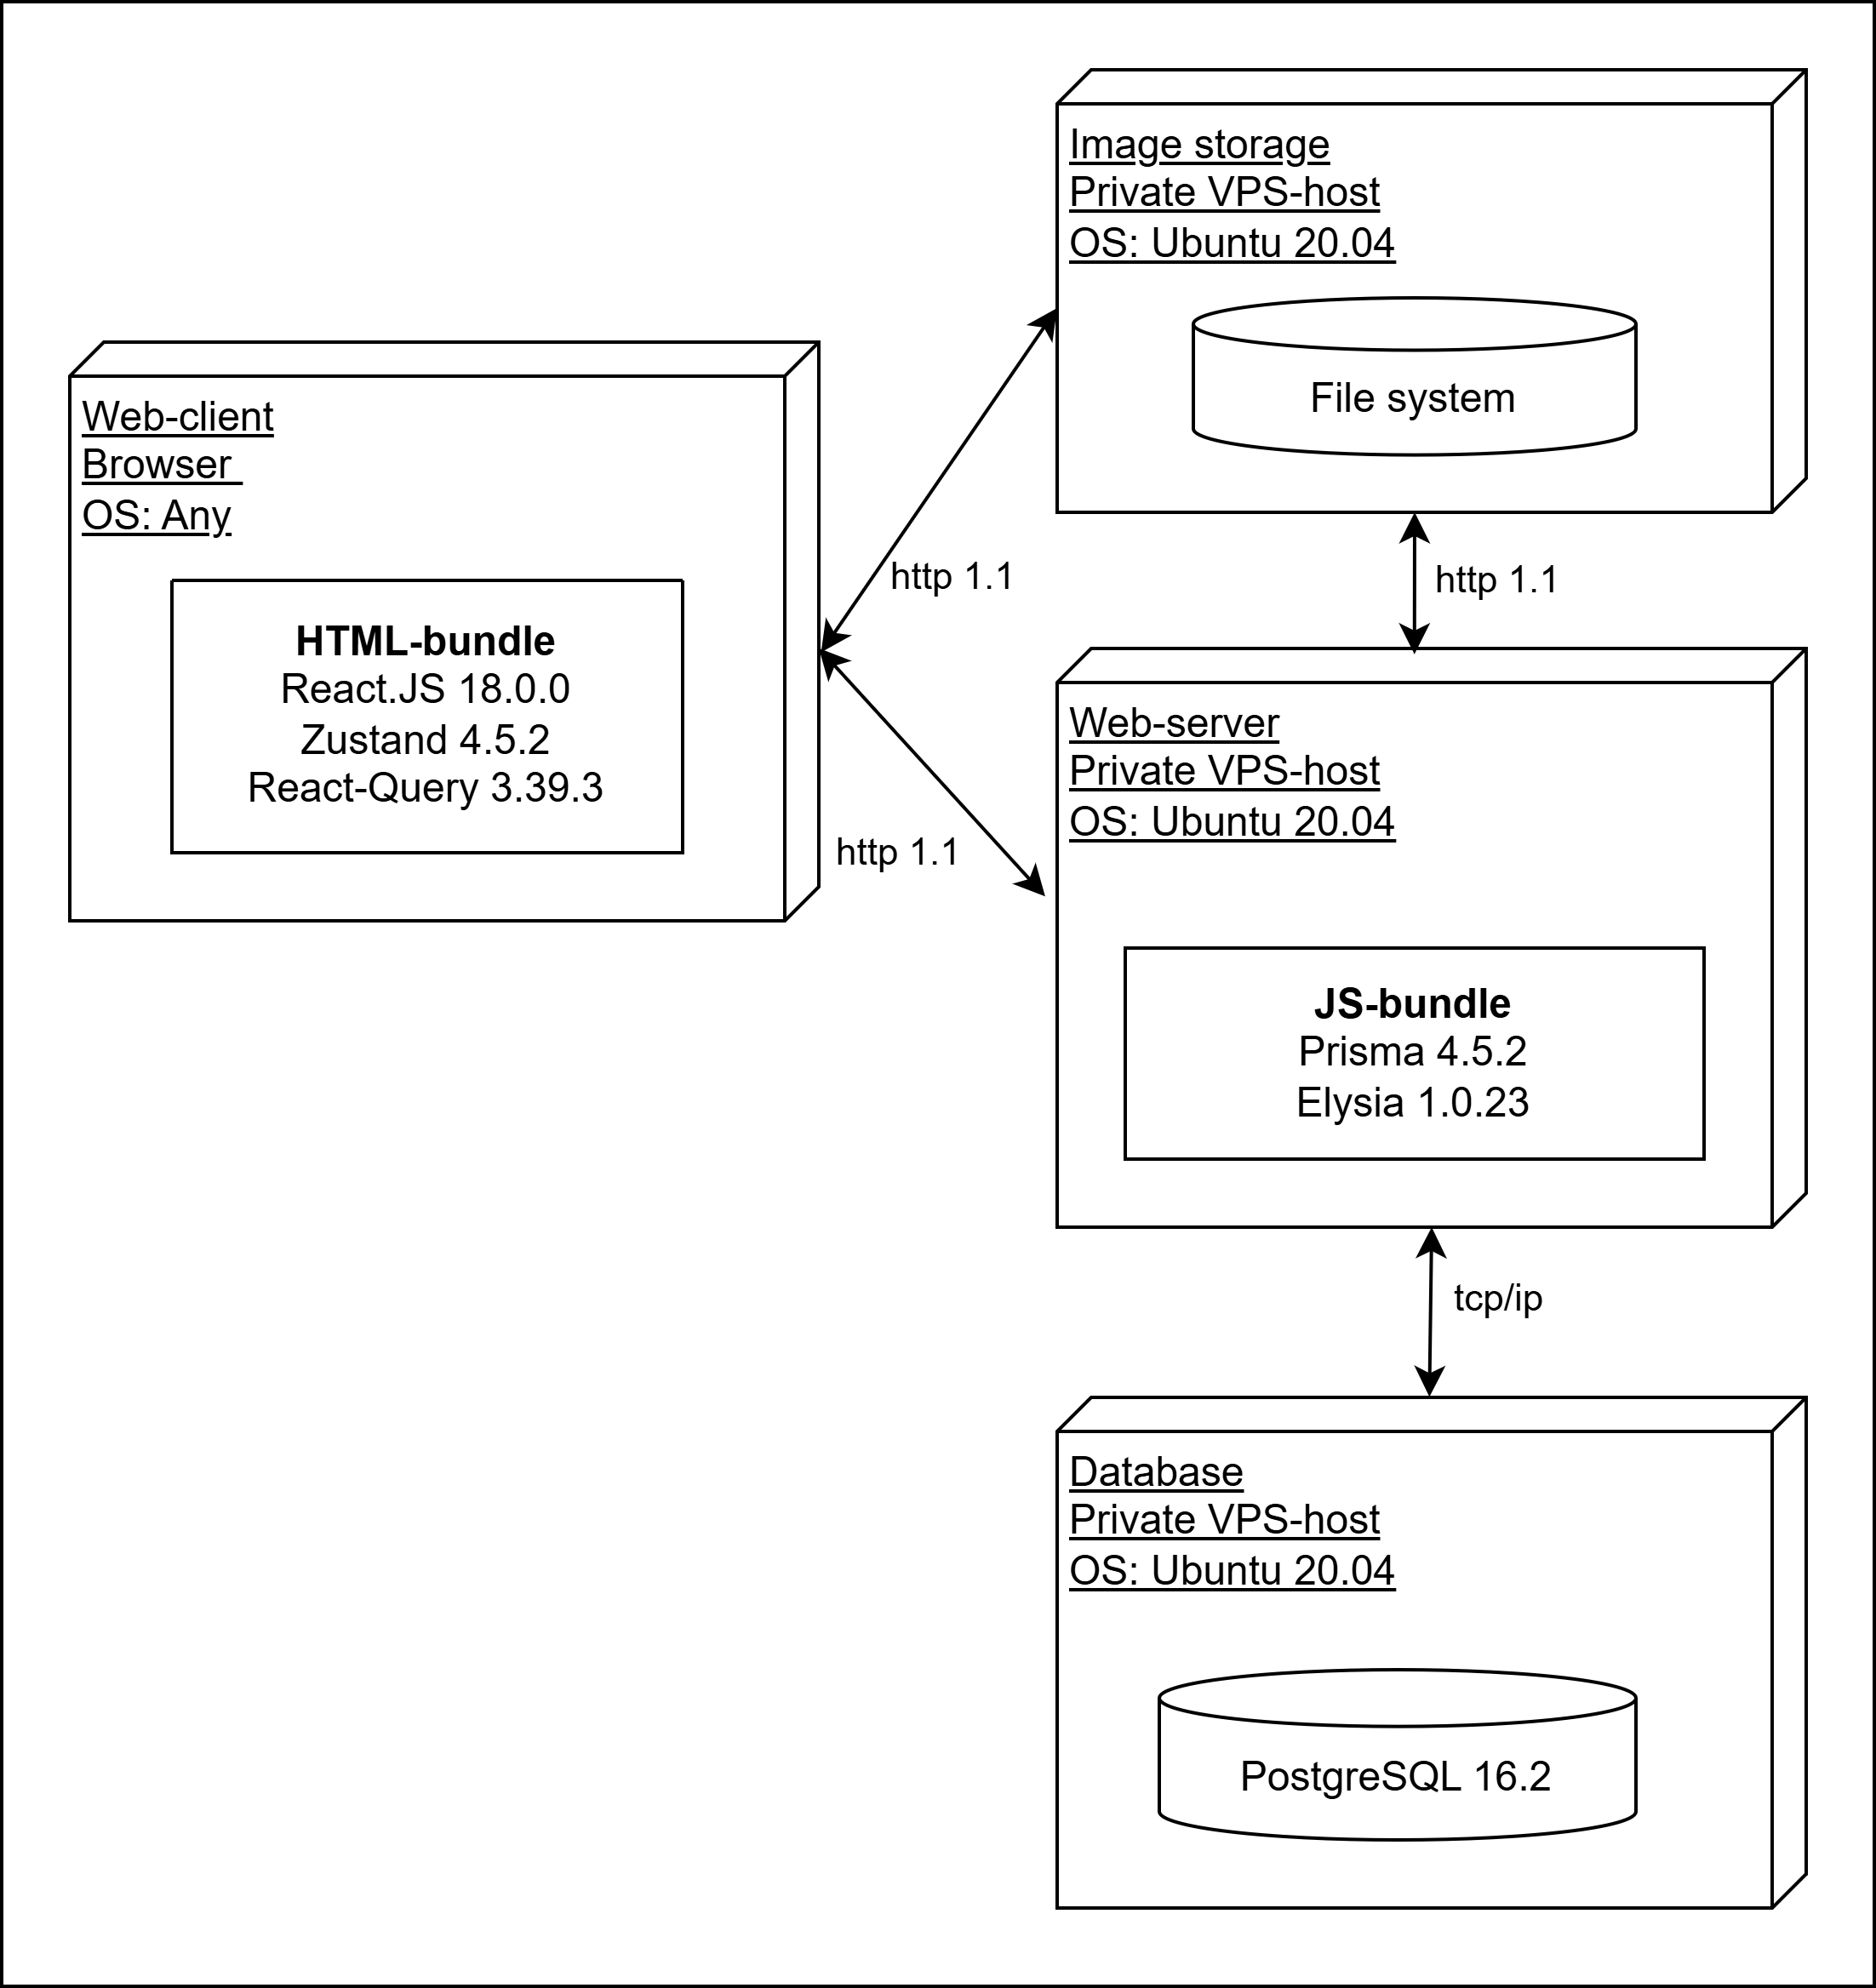 Image storage
Private VPS-host
OS: Ubuntu 20.04
File system
Web-client
Browser
OS: Any
HTML-bundle
React.JS 18.0.0
Zustand 4.5.2
React-Query 3.39.3
http 1.1
http 1.1
http 1.1
Web-server
Private VPS-host
OS: Ubuntu 20.04
JS-bundle
Prisma 4.5.2
Elysia 1.0.23
tcp/ip
Database
Private VPS-host
OS: Ubuntu 20.04
PostgreSQL 16.2